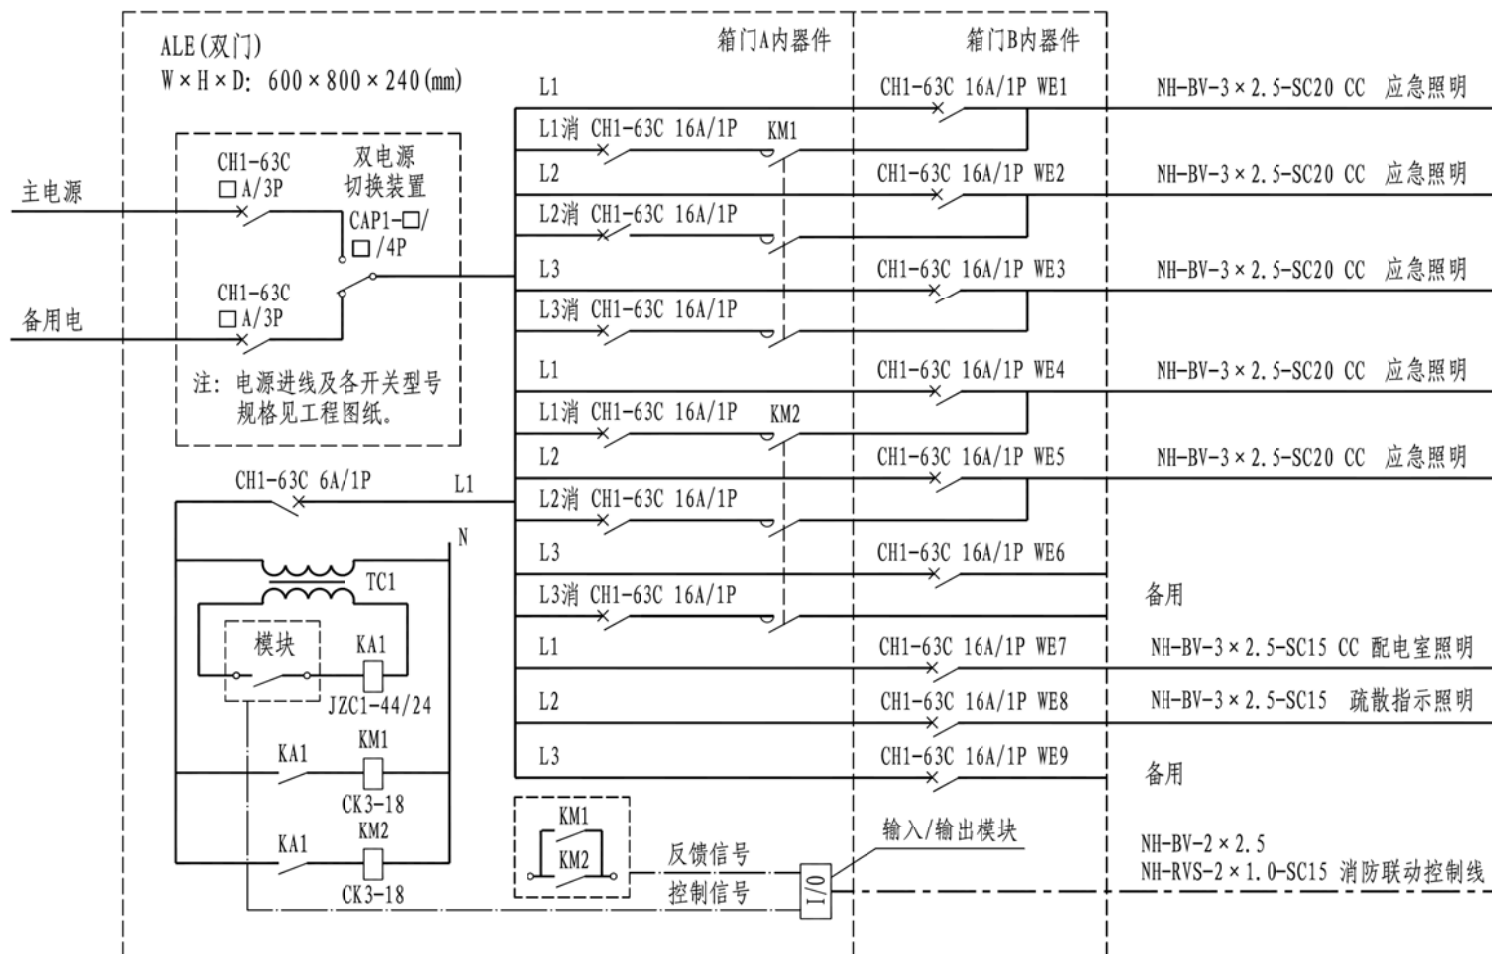 ALE(双门)
W×H×D: 600×800×240(mm)
箱门A内器件
箱门B内器件
主电源
备用电
CH1-63C
□A/3P
双电源
切换装置
CAP1-□/
□/4P
CH1-63C
□A/3P
注: 电源进线及各开关型号
规格见工程图纸。
L1
CH1-63C 16A/1P WE1
NH-BV-3×2.5-SC20 CC 应急照明
L1消 CH1-63C 16A/1P KM1
L2
CH1-63C 16A/1P WE2
NH-BV-3×2.5-SC20 CC 应急照明
L2消 CH1-63C 16A/1P
L3
CH1-63C 16A/1P WE3
NH-BV-3×2.5-SC20 CC 应急照明
L3消 CH1-63C 16A/1P
L1
CH1-63C 16A/1P WE4
NH-BV-3×2.5-SC20 CC 应急照明
L1消 CH1-63C 16A/1P KM2
L2
CH1-63C 16A/1P WE5
NH-BV-3×2.5-SC20 CC 应急照明
L2消 CH1-63C 16A/1P
L3
CH1-63C 16A/1P WE6
L3消 CH1-63C 16A/1P
备用
L1
CH1-63C 16A/1P WE7
NH-BV-3×2.5-SC15 CC 配电室照明
L2
CH1-63C 16A/1P WE8
NH-BV-3×2.5-SC15 疏散指示照明
L3
CH1-63C 16A/1P WE9
备用
CH1-63C 6A/1P
L1
N
TC1
模块
KA1
JZC1-44/24
KA1
KM1
CK3-18
KA1
KM2
CK3-18
KM1
KM2
反馈信号
控制信号
I/O
输入/输出模块
NH-BV-2×2.5
NH-RVS-2×1.0-SC15 消防联动控制线